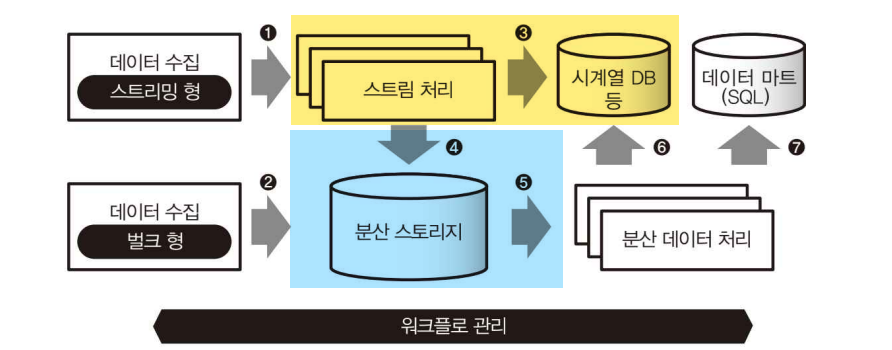 ❶
❸
데이터 수집
스트리밍 형
스트림 처리
시계열 DB
등
데이터 마트
(SQL)
❹
❻
❼
❷
❺
데이터 수집
벌크 형
분산 스토리지
분산 데이터 처리
워크플로 관리